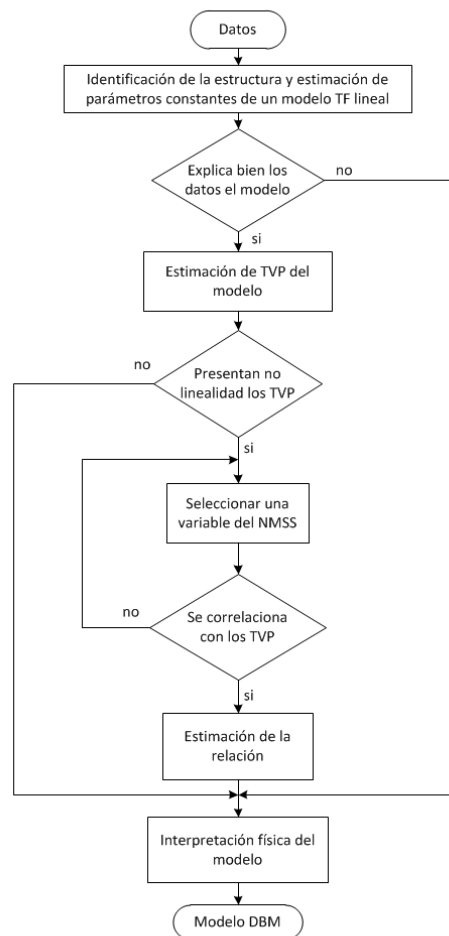 Datos
Identificación de la estructura y estimación de
parámetros constantes de un modelo TF lineal
Explica bien los
datos el modelo
no
si
Estimación de TVP del
modelo
no
Presentan no
linealidad los TVP
si
Seleccionar una
variable del NMSS
no
Se correlaciona
con los TVP
si
Estimación de la
relación
Interpretación física del
modelo
Modelo DBM